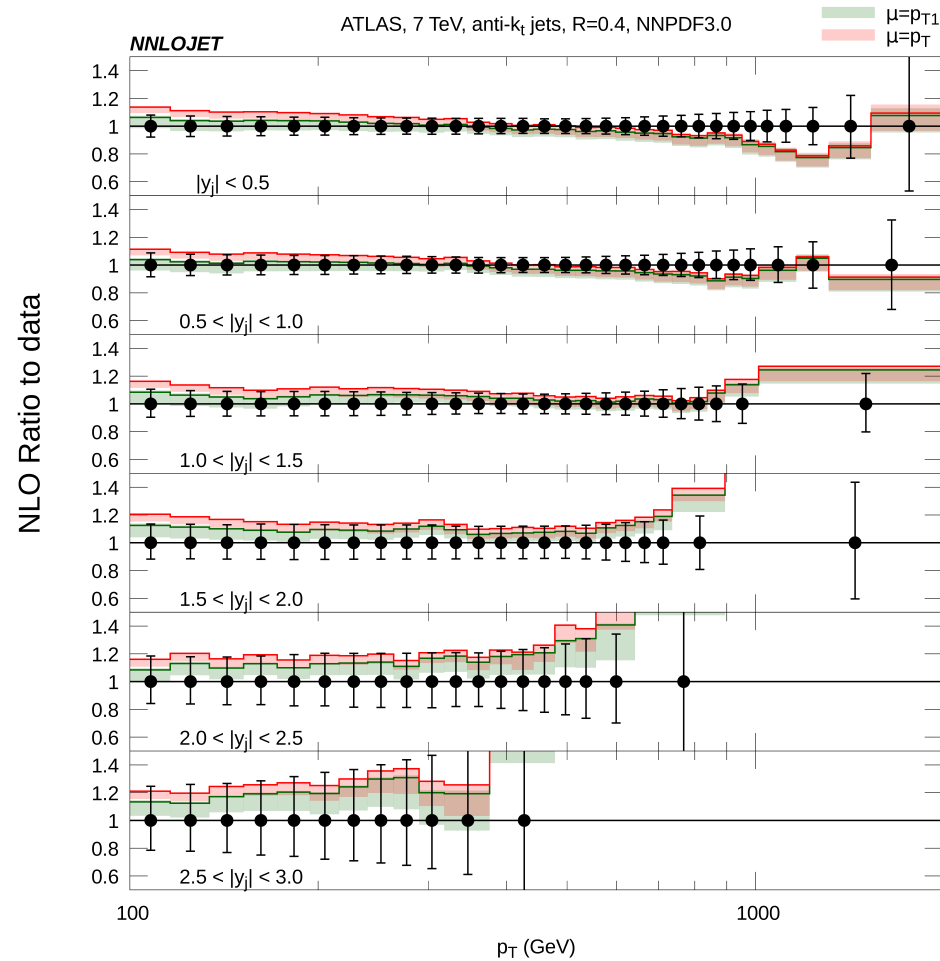 ATLAS, 7 TeV, anti-kt jets, R=0.4, NNPDF3.0
μ=pT1
μ=pT
NNLOJET
NLO Ratio to data
1.4
1.2
1
0.8
0.6
|yj| < 0.5
1.4
1.2
1
0.8
0.6
0.5 < |yj| < 1.0
1.4
1.2
1
0.8
0.6
1.0 < |yj| < 1.5
1.4
1.2
1
0.8
0.6
1.5 < |yj| < 2.0
1.4
1.2
1
0.8
0.6
2.0 < |yj| < 2.5
1.4
1.2
1
0.8
0.6
2.5 < |yj| < 3.0
100
1000
pT (GeV)